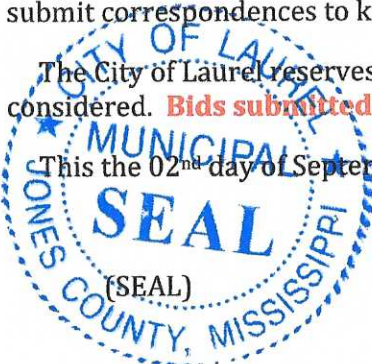 submit correspondences to k
The City of Laurel reserves
considered. Bids submitted
This the 02nd day of Septem
(SEAL)
CITY OF LAUREL
MUNICIPAL
SEAL
JONES COUNTY, MISSISSIPPI